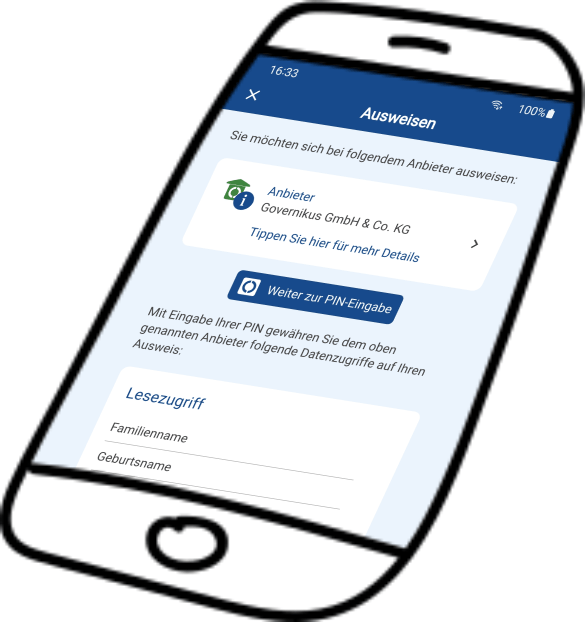 16:33
100%
Ausweisen
Sie möchten sich bei folgendem Anbieter ausweisen:
Anbieter
Governikus GmbH & Co. KG
Tippen Sie hier für mehr Details
Weiter zur PIN-Eingabe
Mit Eingabe Ihrer PIN gewähren Sie dem oben
genannten Anbieter folgende Datenzugriffe auf Ihren
Ausweis:
Lesezugriff
Familienname
Geburtsname